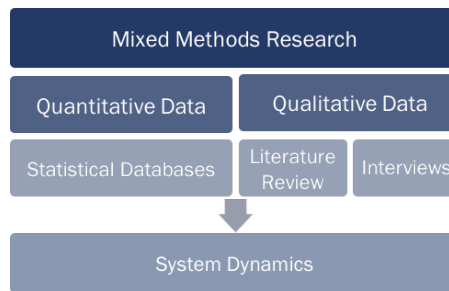 Mixed Methods Research
Quantitative Data
Qualitative Data
Statistical Databases
Literature
Review
Interviews
System Dynamics